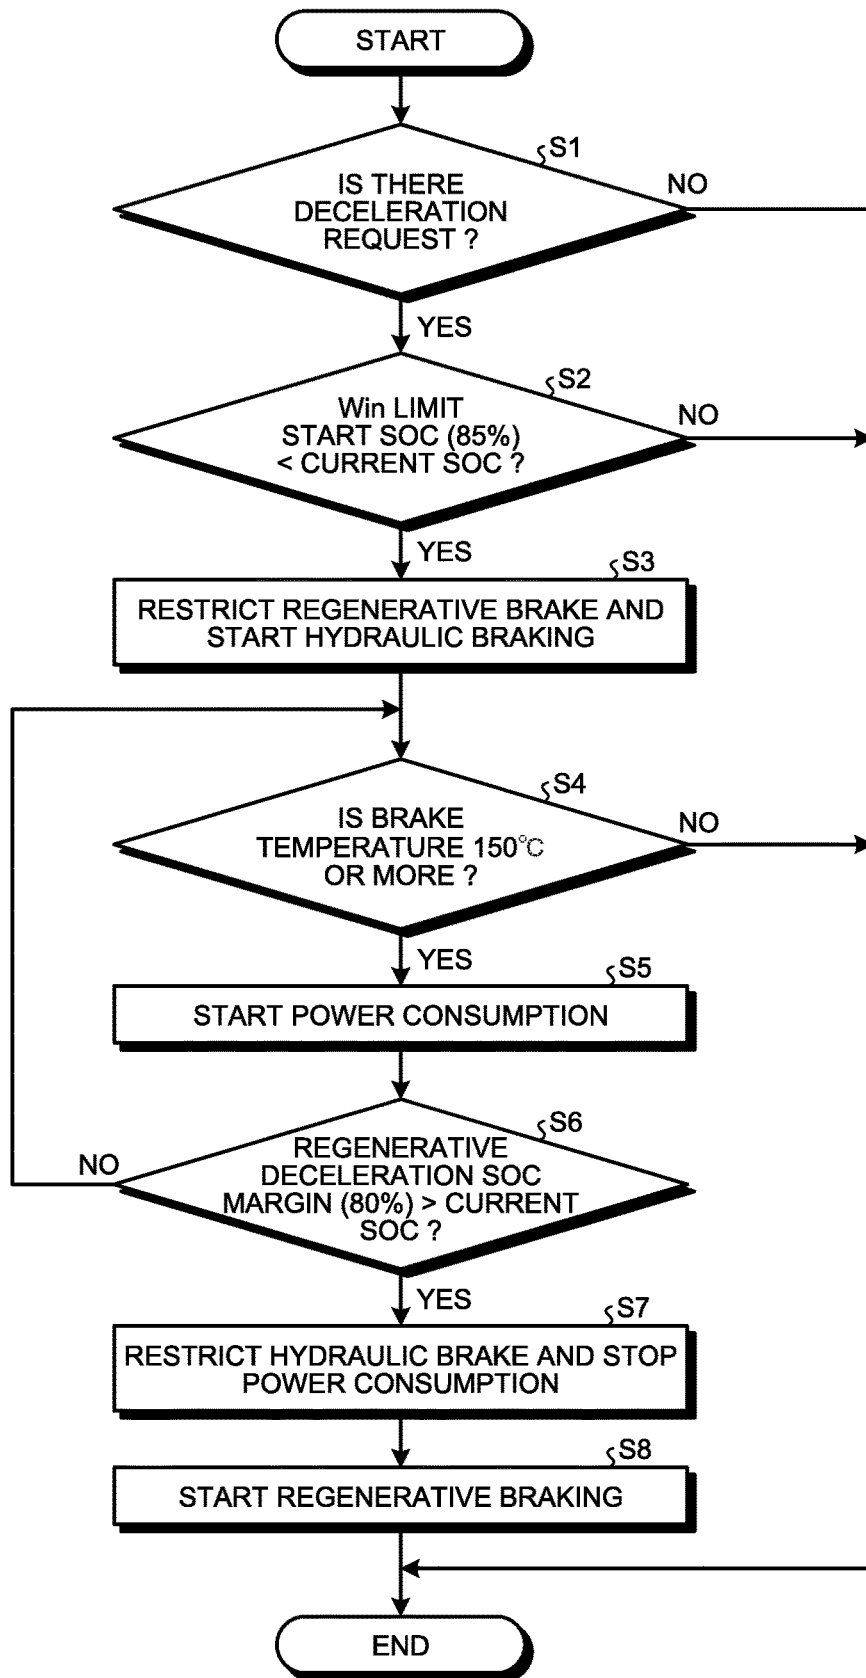 START
S1
IS THERE
DECELERATION
REQUEST ?
NO
YES
S2
Win LIMIT
START SOC (85%)
< CURRENT SOC ?
NO
YES
S3
RESTRICT REGENERATIVE BRAKE AND
START HYDRAULIC BRAKING
S4
IS BRAKE
TEMPERATURE 150℃
OR MORE ?
NO
YES
S5
START POWER CONSUMPTION
S6
REGENERATIVE
DECELERATION SOC
MARGIN (80%) > CURRENT
SOC ?
NO
YES
S7
RESTRICT HYDRAULIC BRAKE AND STOP
POWER CONSUMPTION
S8
START REGENERATIVE BRAKING
END